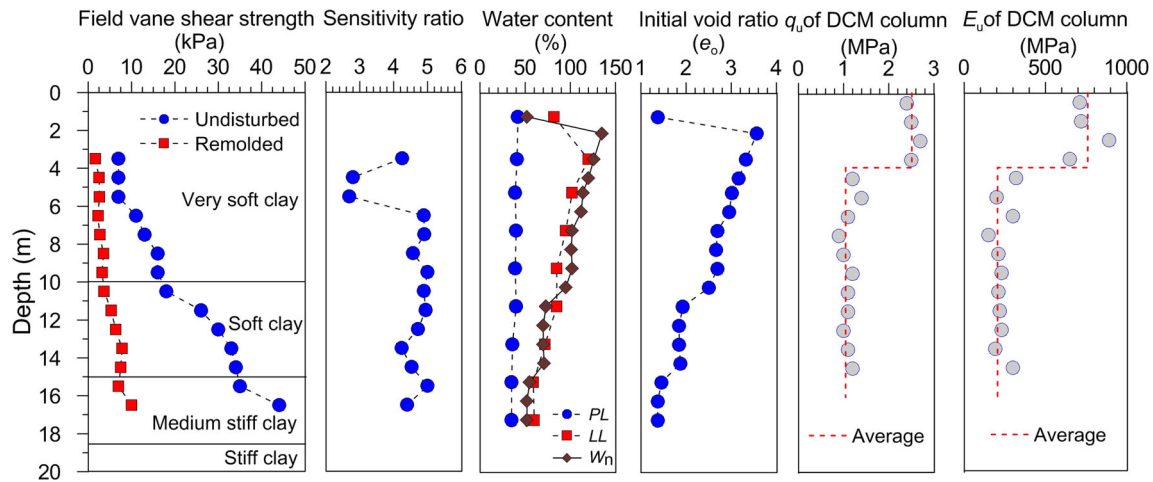 Field vane shear strength
(kPa)
0 10 20 30 40 50
Sensitivity ratio
2 3 4 5 6
Water content
(%)
0 50 100 150
Initial void ratio
(eo)
1 2 3 4
qu of DCM column
(MPa)
0 1 2 3
Eu of DCM column
(MPa)
0 500 1000
Depth (m)
0
2
4
6
8
10
12
14
16
18
20
Undisturbed
Remolded
Very soft clay
Soft clay
Medium stiff clay
Stiff clay
PL
LL
Wn
Average
Average